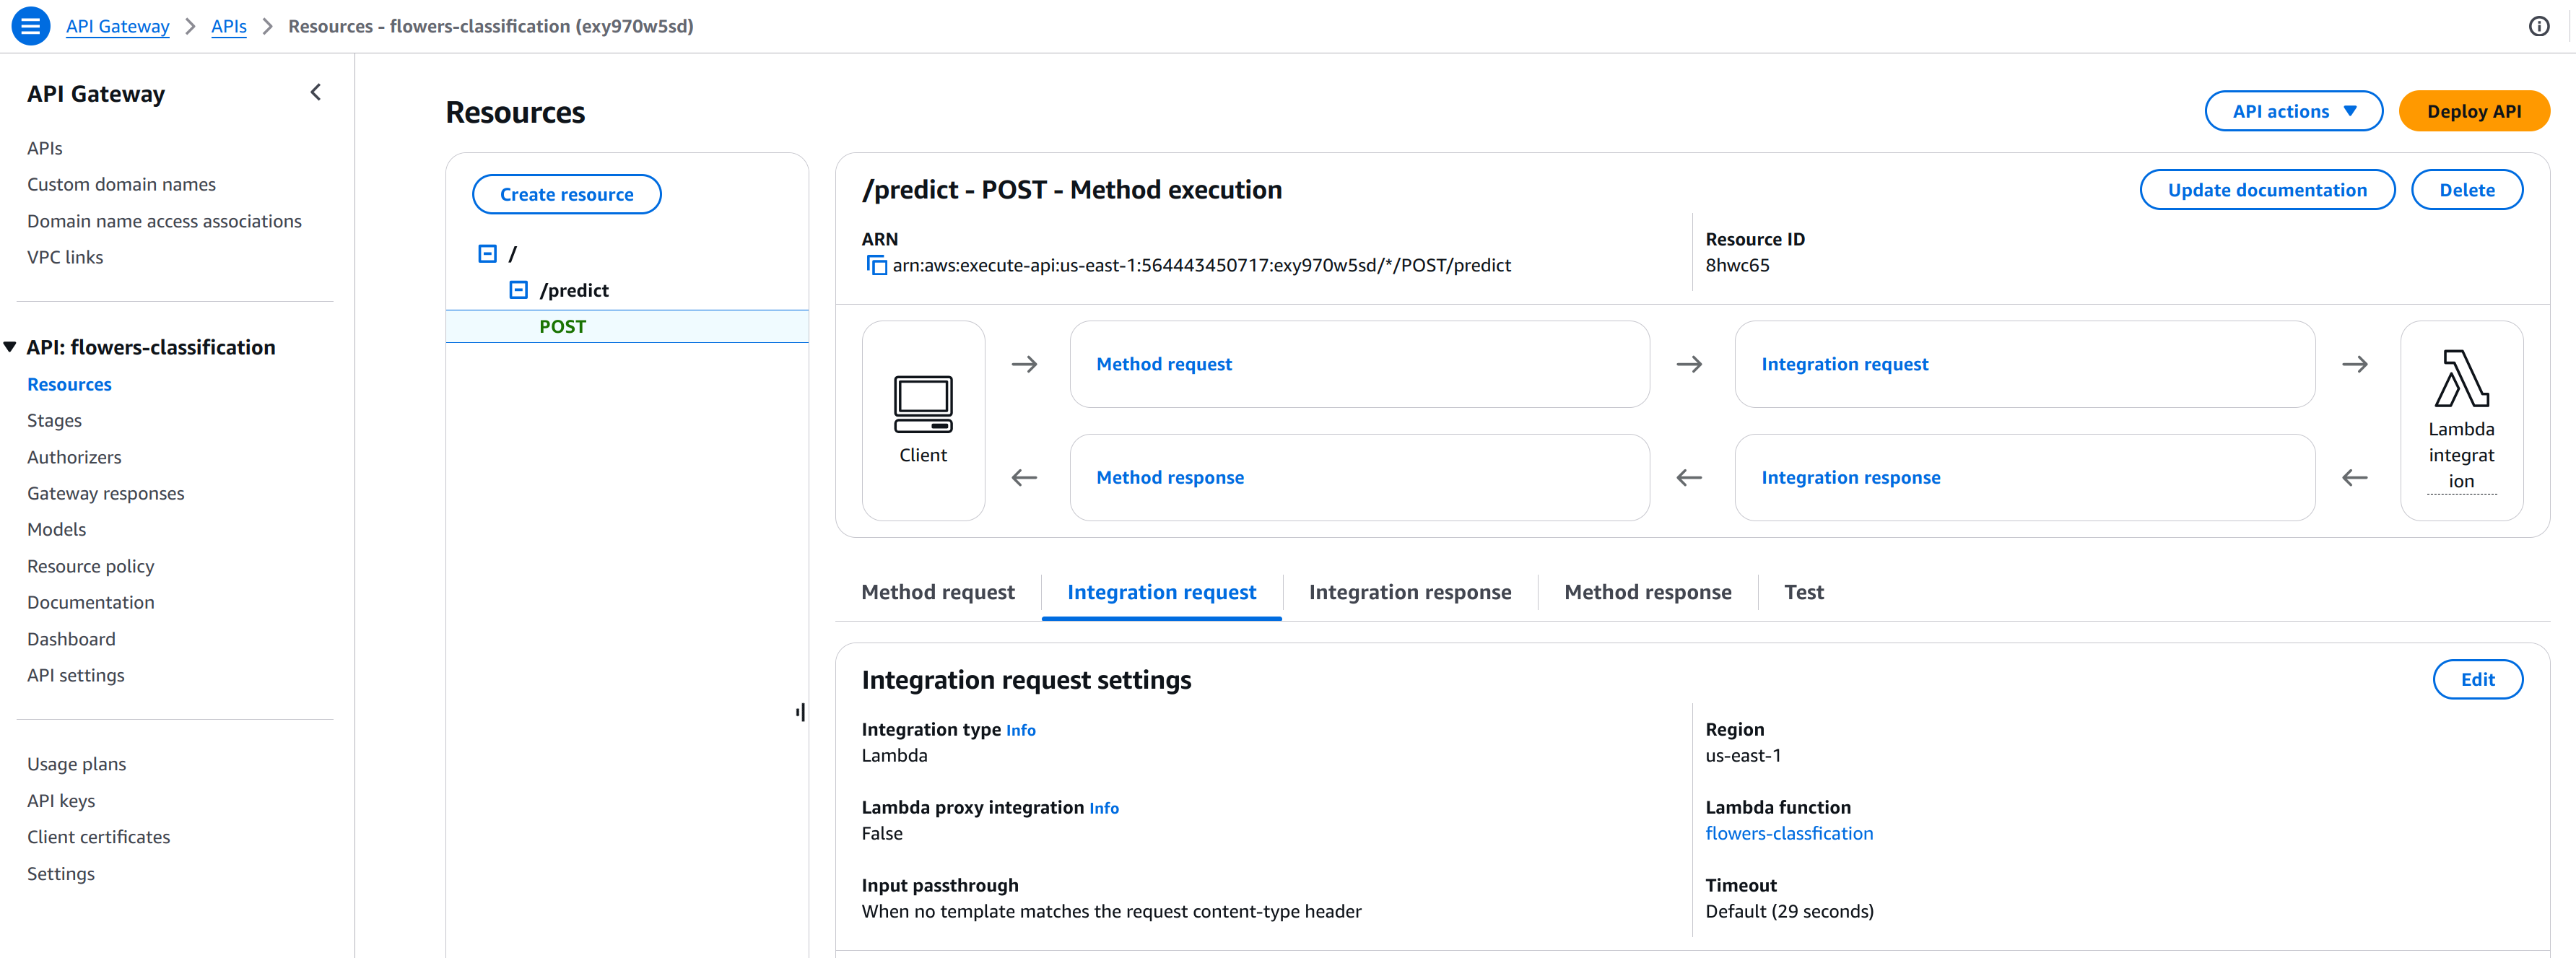 API Gateway > APIs > Resources - flowers-classification (exy970w5sd)
API Gateway
APIs
Custom domain names
Domain name access associations
VPC links
API: flowers-classification
Resources
Stages
Authorizers
Gateway responses
Models
Resource policy
Documentation
Dashboard
API settings
Usage plans
API keys
Client certificates
Settings
Resources
API actions
Deploy API
Create resource
/
/predict
POST
/predict - POST - Method execution
Update documentation
Delete
ARN
arn:aws:execute-api:us-east-1:564443450717:exy970w5sd/*/POST/predict
Resource ID
8hwc65
Client
Method request
Integration request
Method response
Integration response
Lambda
integrat
ion
Method request
Integration request
Integration response
Method response
Test
Integration request settings
Edit
Integration type Info
Lambda
Region
us-east-1
Lambda proxy integration Info
False
Lambda function
flowers-classfication
Input passthrough
When no template matches the request content-type header
Timeout
Default (29 seconds)